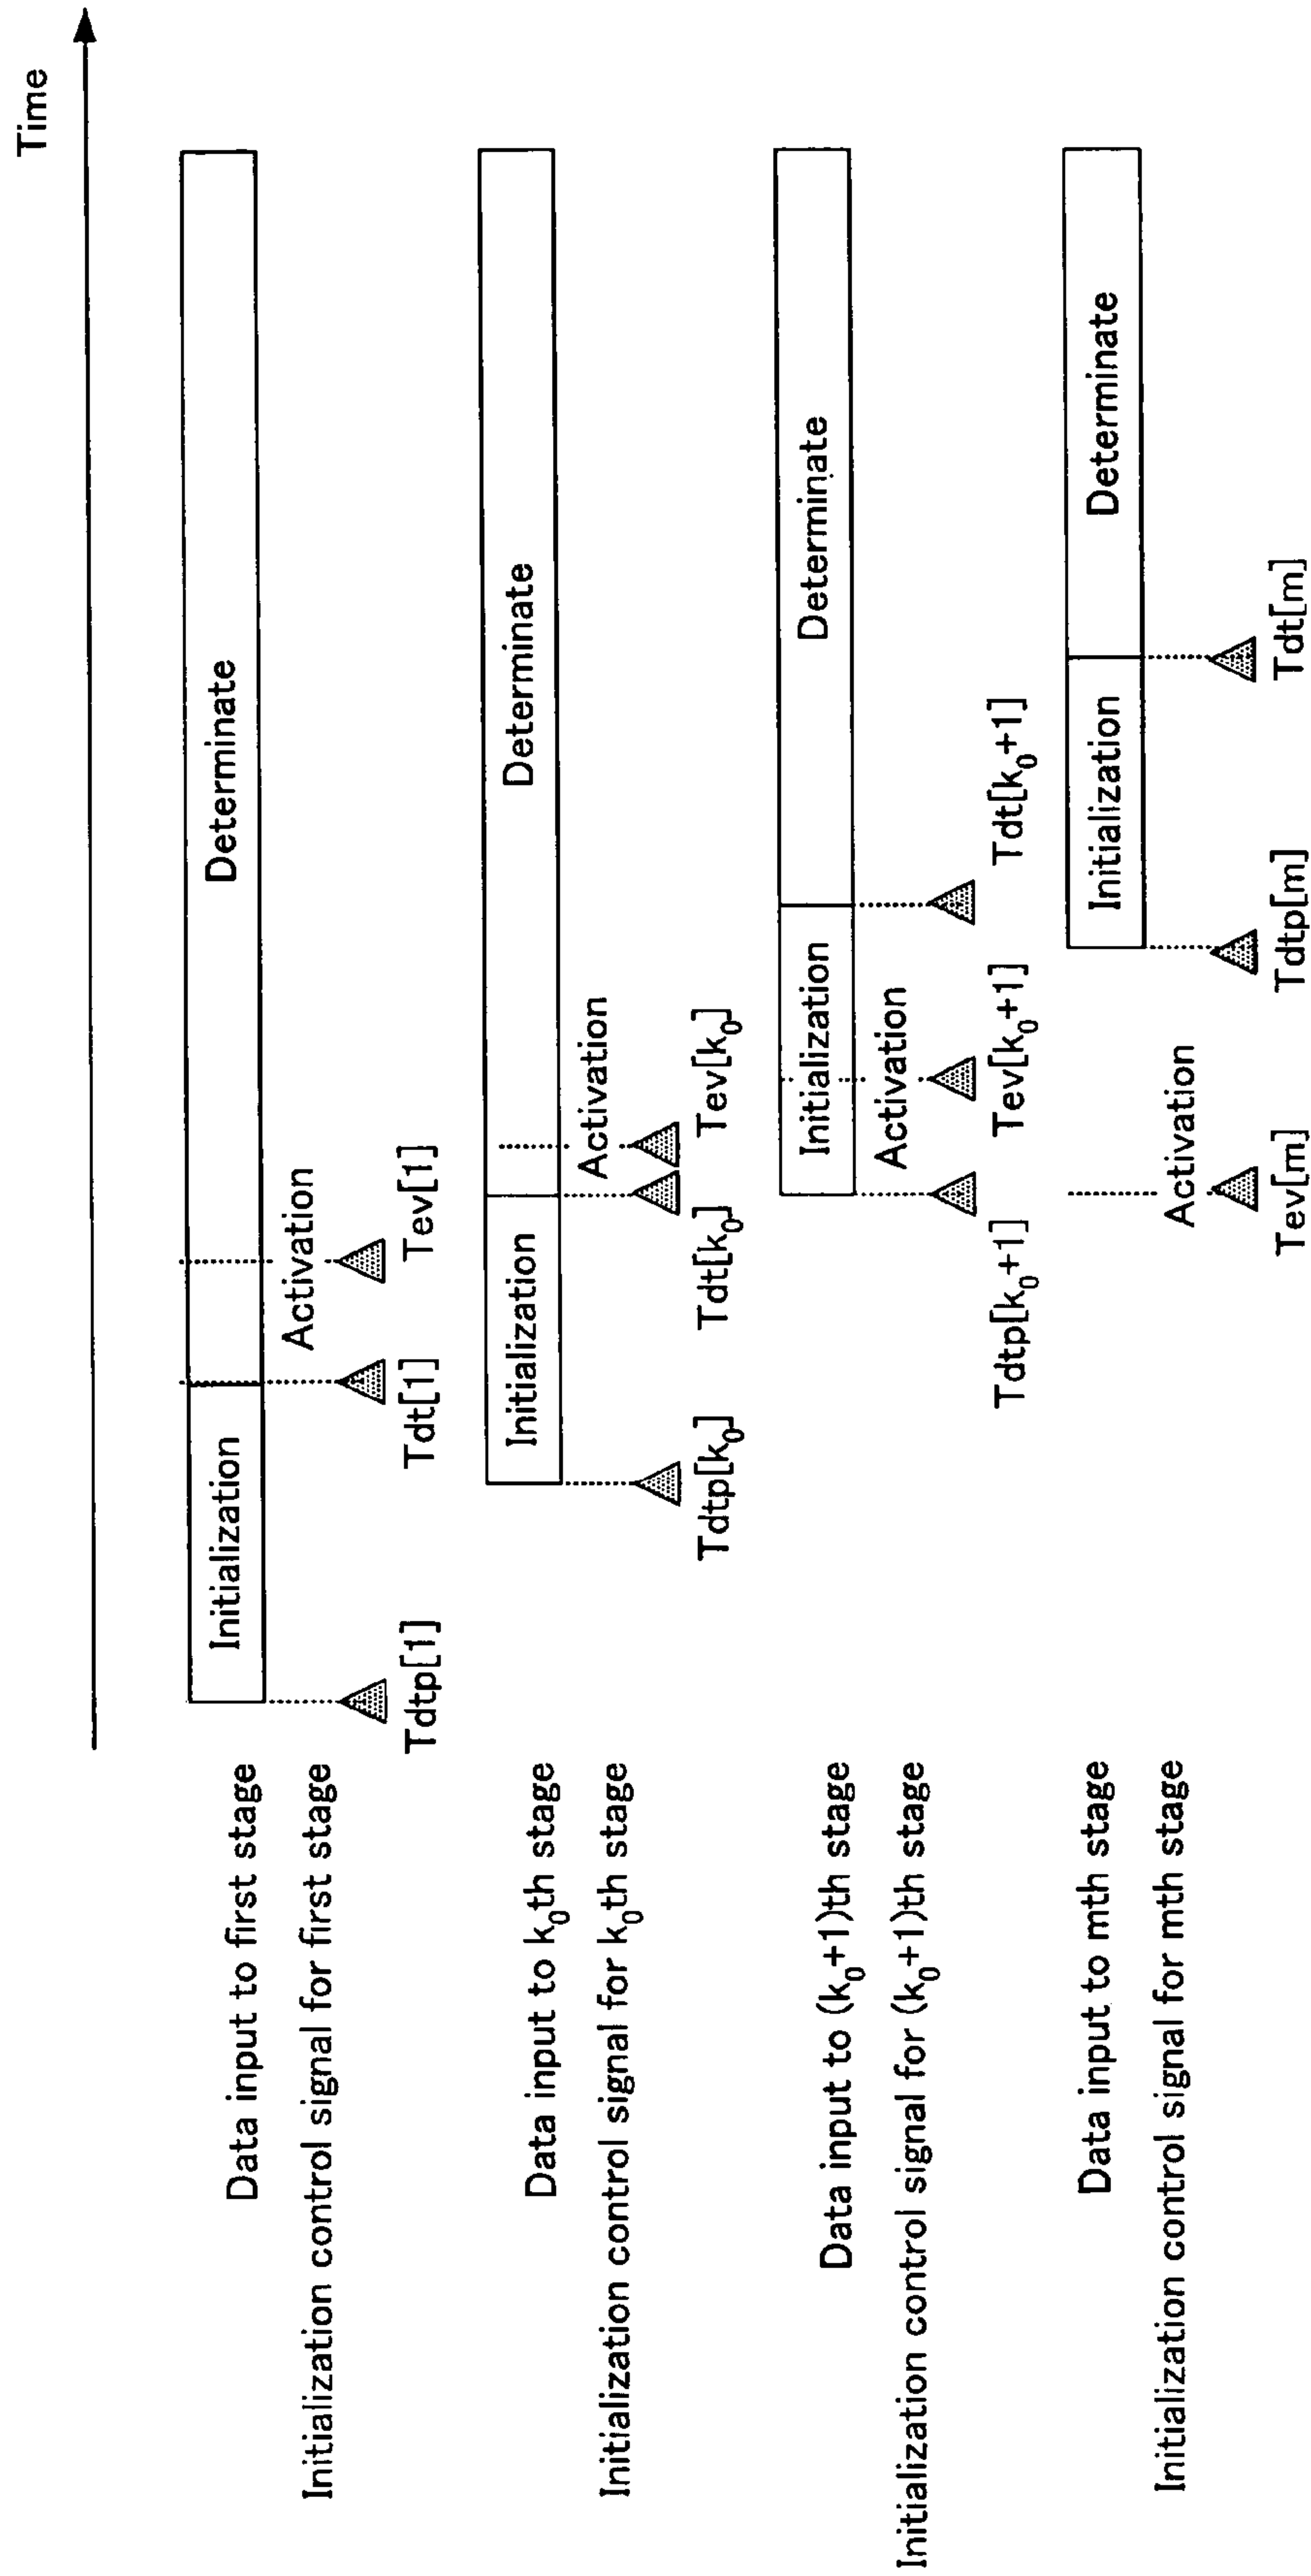 Time
Data input to first stage
Initialization
Determinate
Initialization control signal for first stage
Activation
Tdtp[1]
Tdt[1]
Tev[1]
Data input to k₀th stage
Initialization
Determinate
Initialization control signal for k₀th stage
Activation
Tdtp[k₀]
Tdt[k₀]
Tev[k₀]
Data input to (k₀+1)th stage
Initialization
Determinate
Initialization control signal for (k₀+1)th stage
Activation
Tdtp[k₀+1]
Tev[k₀+1]
Tdt[k₀+1]
Data input to mth stage
Initialization
Determinate
Initialization control signal for mth stage
Activation
Tev[m]
Tdtp[m]
Tdt[m]